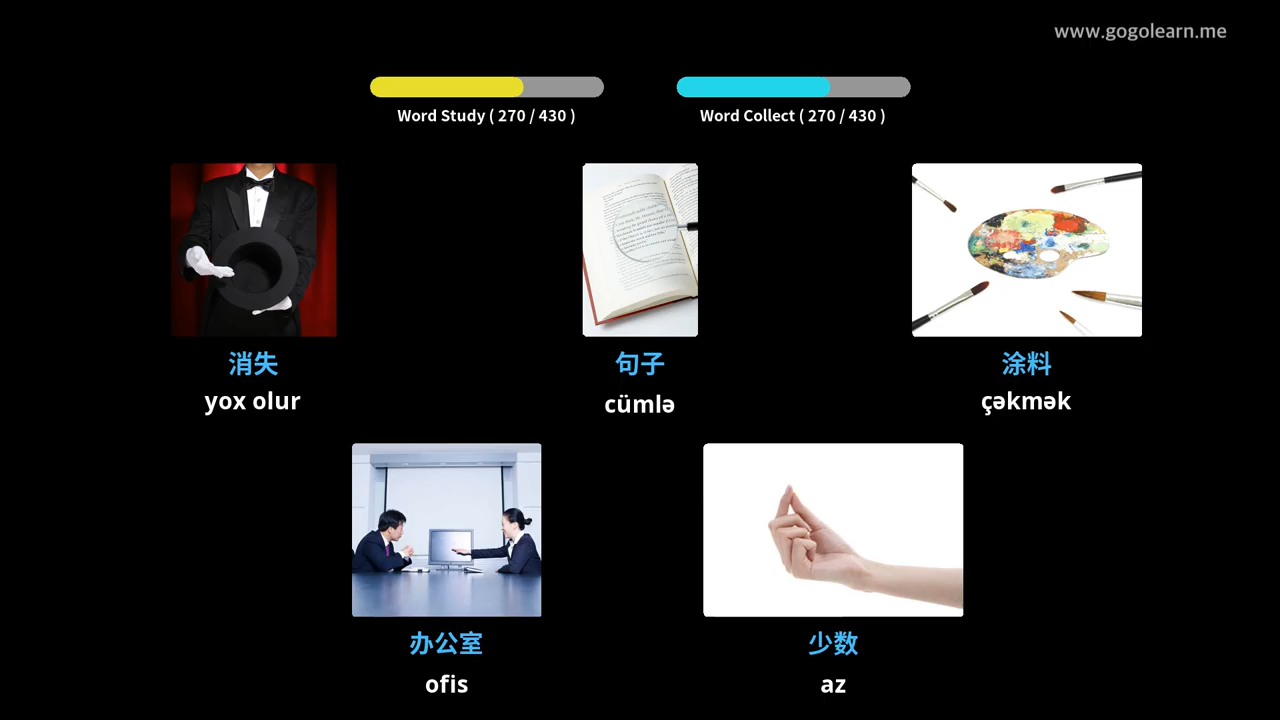 www.gogolearn.me
Word Study ( 270 / 430 )
Word Collect ( 270 / 430 )
消失
yox olur
句子
cümlə
涂料
çəkmək
办公室
ofis
少数
az